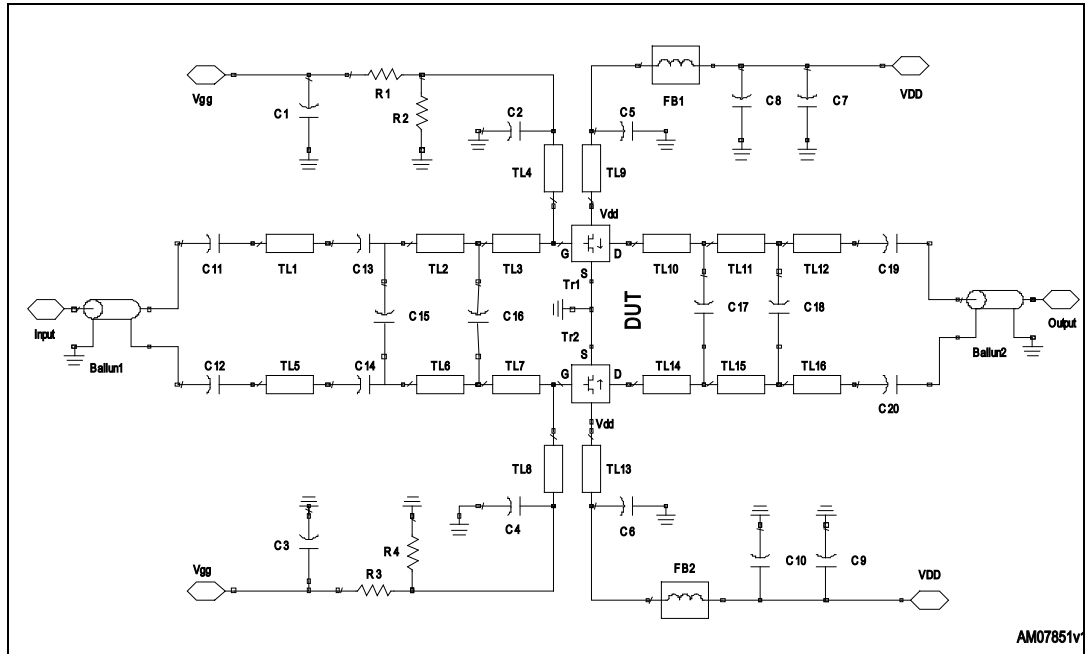 Vgg
C1
R1
R2
C2
TL4
C5
TL9
FB1
C8
C7
VDD
Vdd
C11
TL1
C13
TL2
TL3
G
D
S
Tr1
TL10
TL11
TL12
C19
Input
Ballun1
C15
C16
DUT
C17
C18
Output
Ballun2
Tr2
S
C12
TL5
C14
TL6
TL7
G
D
TL14
TL15
TL16
C20
Vdd
TL8
TL13
C3
R4
C4
C6
Vgg
R3
FB2
C10
C9
VDD
AM07851v1